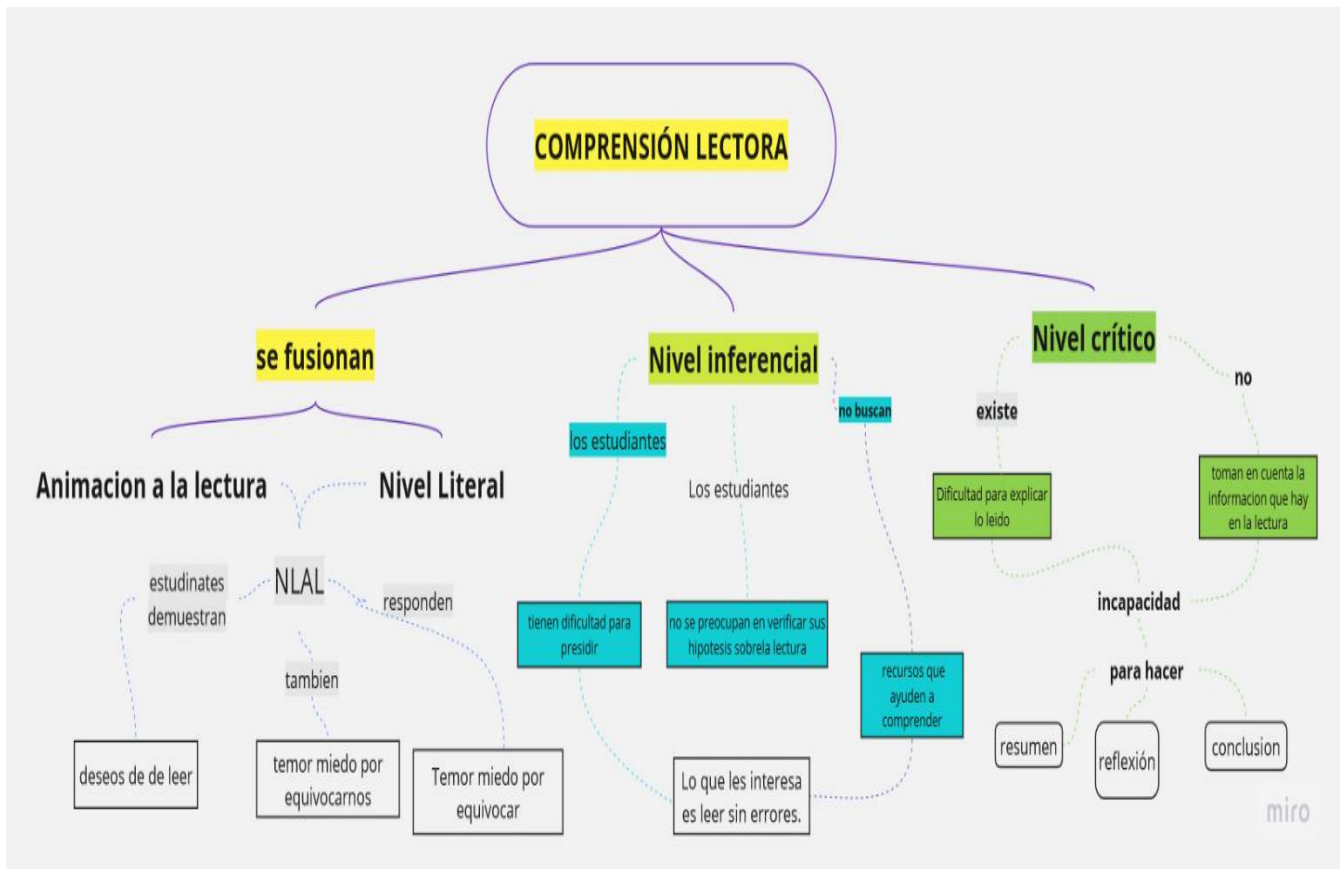 COMPRENSIÓN LECTORA
se fusionan
Animacion a la lectura
Nivel Literal
NLAL
estudinates
demuestran
responden
tambien
deseos de de leer
temor miedo por
equivocarnos
Temor miedo por
equivocar
Nivel inferencial
los estudiantes
Los estudiantes
no buscan
tienen dificultad para
presidir
no se preocupan en verificar sus
hipotesis sobrela lectura
recursos que
ayuden a
comprender
Lo que les interesa
es leer sin errores.
Nivel crítico
existe
no
Dificultad para explicar
lo leido
toman en cuenta la
informacion que hay
en la lectura
incapacidad
para hacer
resumen
reflexión
conclusion
miro